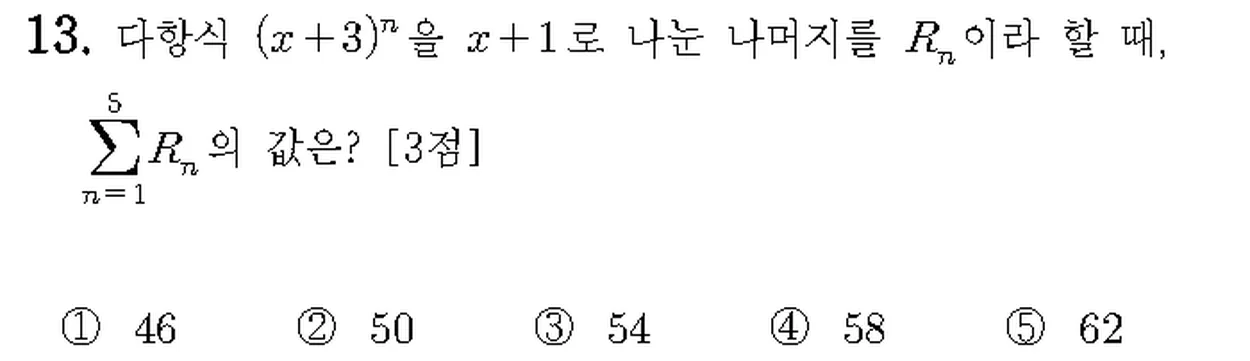 13. 다항식 (x+3)ⁿ을 x+1로 나눈 나머지를 Rₙ이라 할 때,
∑ₙ₌₁⁵ Rₙ의 값은? [3점]
① 46 ② 50 ③ 54 ④ 58 ⑤ 62